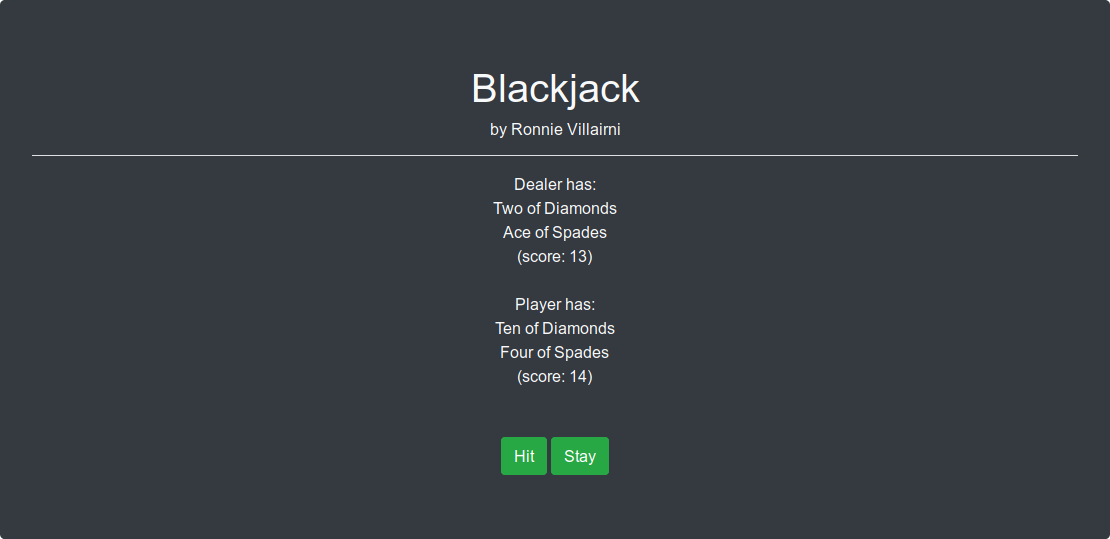 Blackjack
by Ronnie Villairni
Dealer has:
Two of Diamonds
Ace of Spades
(score: 13)
Player has:
Ten of Diamonds
Four of Spades
(score: 14)
Hit Stay